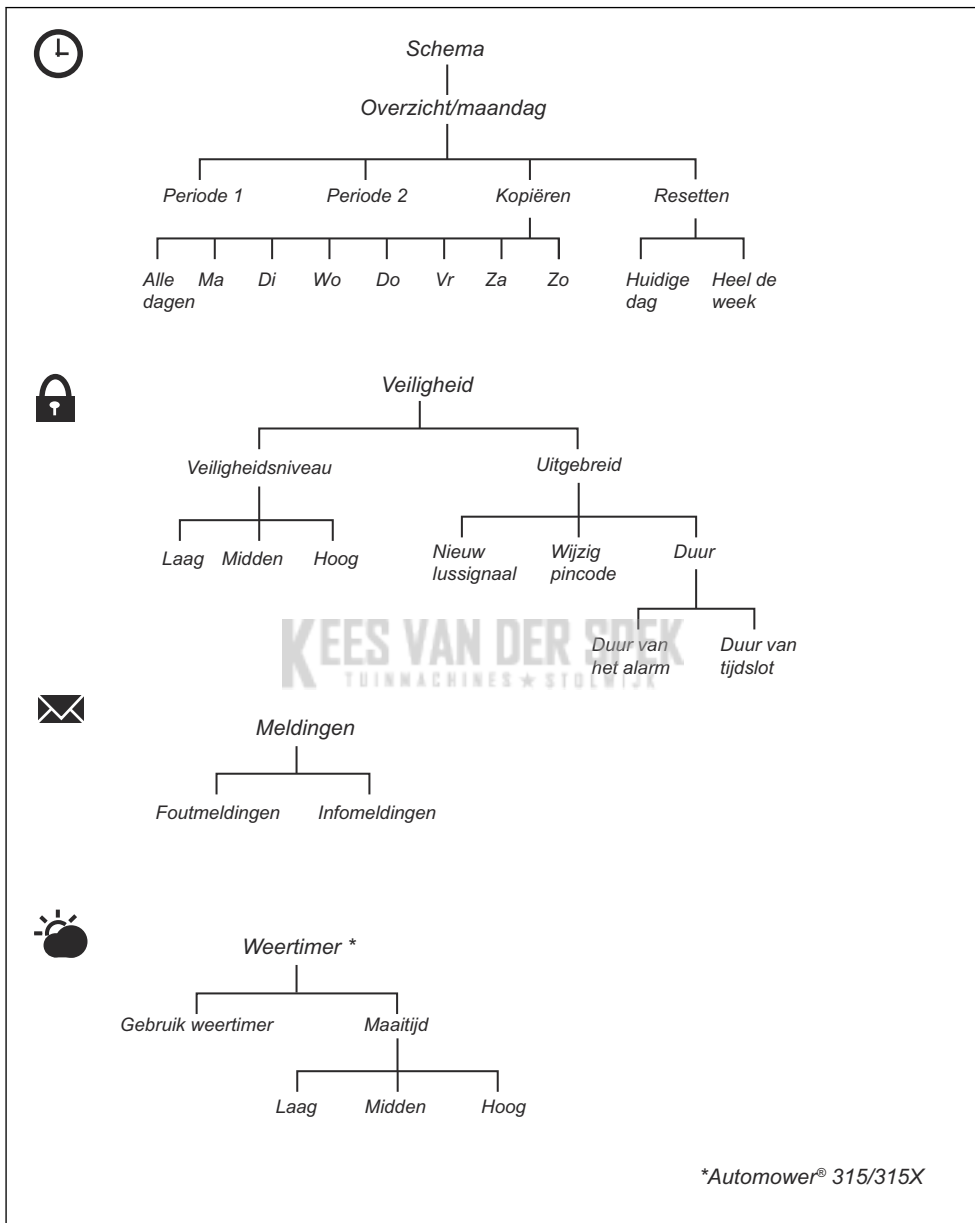 Schema
Overzicht/maandag
Periode 1 Periode 2 Kopiëren Resetten
Alle dagen Ma Di Wo Do Vr Za Zo Huidige dag Heel de week
Veiligheid
Veiligheidsniveau Uitgebreid
Laag Midden Hoog Nieuw lussignaal Wijzig pincode Duur
Duur van het alarm Duur van tijdslot
KEES VAN DER SPEK
TUINMACHINES ★ STOLWIJK
Meldingen
Foutmeldingen Infomeldingen
Weertimer *
Gebruik weertimer Maaitijd
Laag Midden Hoog
*Automower® 315/315X